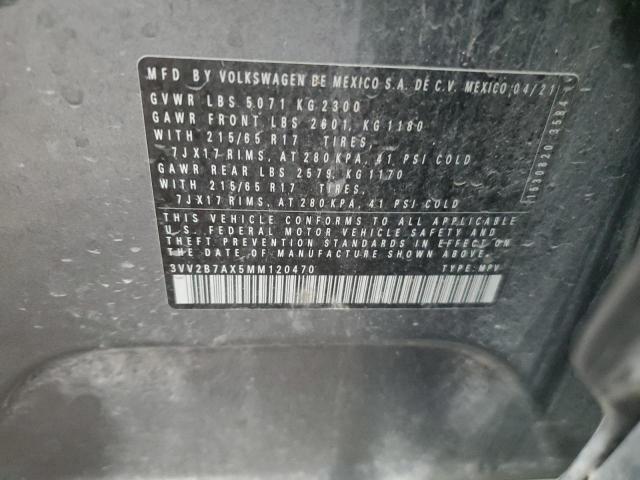 MFD BY VOLKSWAGEN DE MEXICO S.A. DE C.V. MEXICO 04/21
GVWR LBS 5071 KG 2300
GAWR FRONT LBS 2601, KG 1180
WITH 215/65 R17 TIRES,
7JX17 RIMS, AT 280 KPA, 41 PSI COLD
GAWR REAR LBS 2579, KG 1170
WITH 215/65 R17 TIRES,
7JX17 RIMS, AT 280 KPA, 41 PSI COLD
THIS VEHICLE CONFORMS TO ALL APPLICABLE
U.S. FEDERAL MOTOR VEHICLE SAFETY AND
THEFT PREVENTION STANDARDS IN EFFECT ON
THE DATE OF MANUFACTURE SHOWN ABOVE.
3VV2B7AX5MM120470 TYPE: MPV